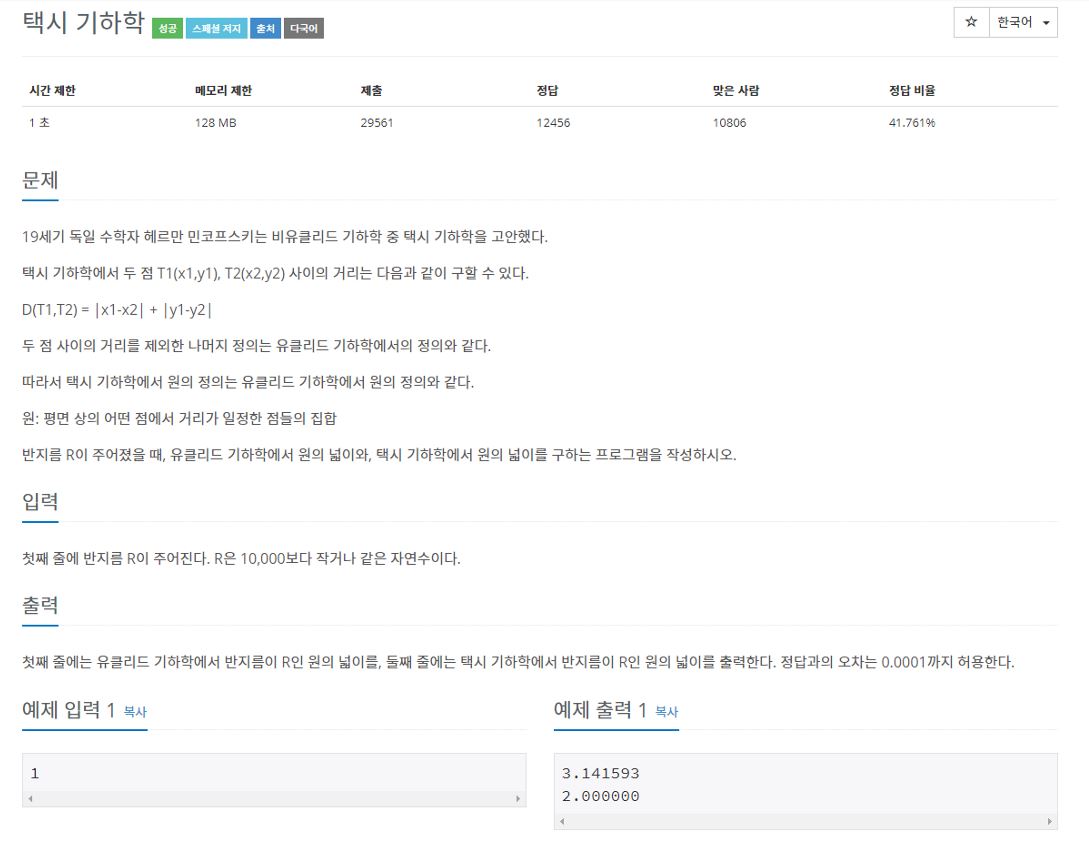 택시 기하학 성공 스페셜 저지 출처 다국어
☆ 한국어
시간 제한 메모리 제한 제출 정답 맞은 사람 정답 비율
1 초 128 MB 29561 12456 10806 41.761%
문제
19세기 독일 수학자 헤르만 민코프스키는 비유클리드 기하학 중 택시 기하학을 고안했다.
택시 기하학에서 두 점 T1(x1,y1), T2(x2,y2) 사이의 거리는 다음과 같이 구할 수 있다.
D(T1,T2) = |x1-x2| + |y1-y2|
두 점 사이의 거리를 제외한 나머지 정의는 유클리드 기하학에서의 정의와 같다.
따라서 택시 기하학에서 원의 정의는 유클리드 기하학에서 원의 정의와 같다.
원: 평면 상의 어떤 점에서 거리가 일정한 점들의 집합
반지름 R이 주어졌을 때, 유클리드 기하학에서 원의 넓이와, 택시 기하학에서 원의 넓이를 구하는 프로그램을 작성하시오.
입력
첫째 줄에 반지름 R이 주어진다. R은 10,000보다 작거나 같은 자연수이다.
출력
첫째 줄에는 유클리드 기하학에서 반지름이 R인 원의 넓이를, 둘째 줄에는 택시 기하학에서 반지름이 R인 원의 넓이를 출력한다. 정답과의 오차는 0.0001까지 허용한다.
예제 입력 1 복사
1
예제 출력 1 복사
3.141593
2.000000